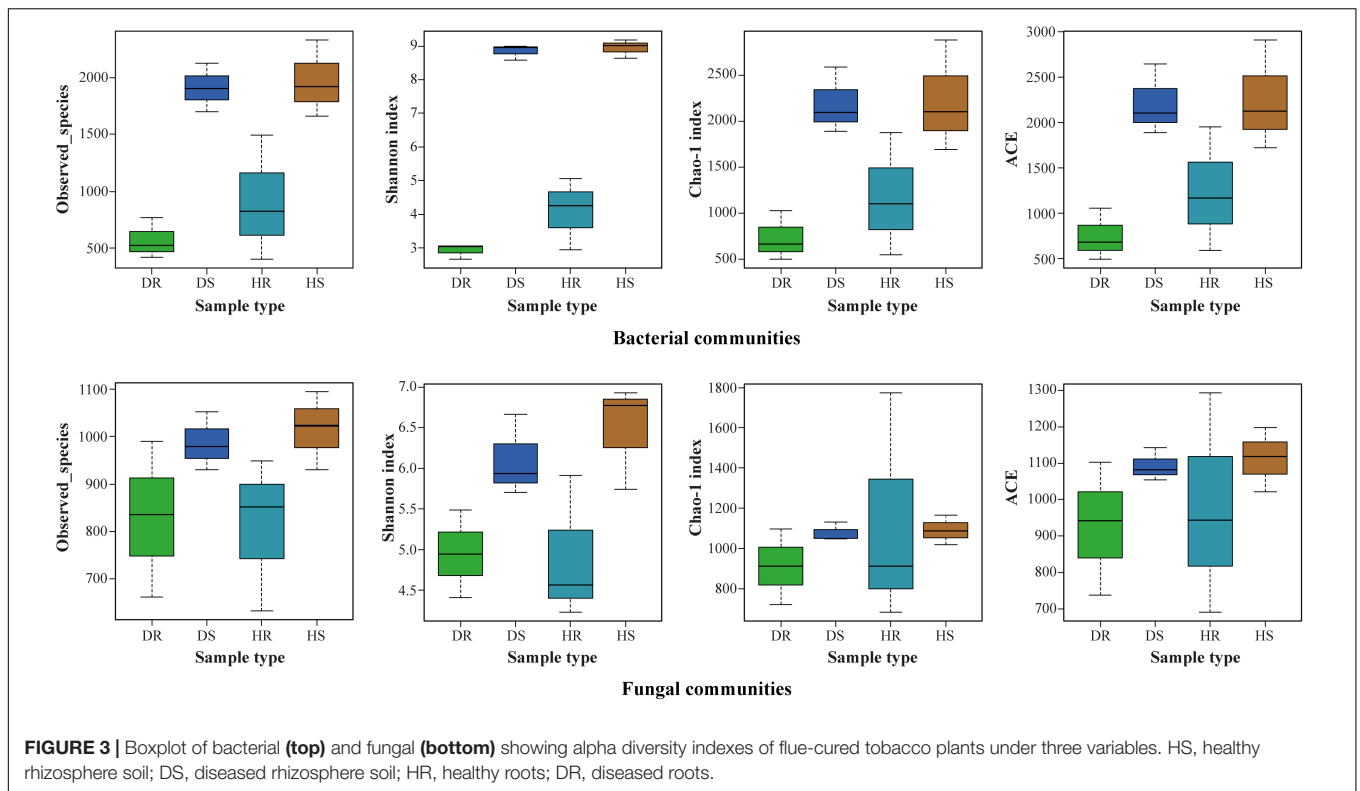 Observed_species
2000
1500
1000
500
DR DS HR HS
Sample type
Shannon index
9
8
7
6
5
4
3
DR DS HR HS
Sample type
Chao-1 index
2500
2000
1500
1000
500
DR DS HR HS
Sample type
ACE
3000
2500
2000
1500
1000
500
DR DS HR HS
Sample type
Bacterial communities
Observed_species
1100
1000
900
800
700
DR DS HR HS
Sample type
Shannon index
7.0
6.5
6.0
5.5
5.0
4.5
DR DS HR HS
Sample type
Chao-1 index
1800
1600
1400
1200
1000
800
DR DS HR HS
Sample type
ACE
1300
1200
1100
1000
900
800
700
DR DS HR HS
Sample type
Fungal communities
FIGURE 3 | Boxplot of bacterial (top) and fungal (bottom) showing alpha diversity indexes of flue-cured tobacco plants under three variables. HS, healthy
rhizosphere soil; DS, diseased rhizosphere soil; HR, healthy roots; DR, diseased roots.